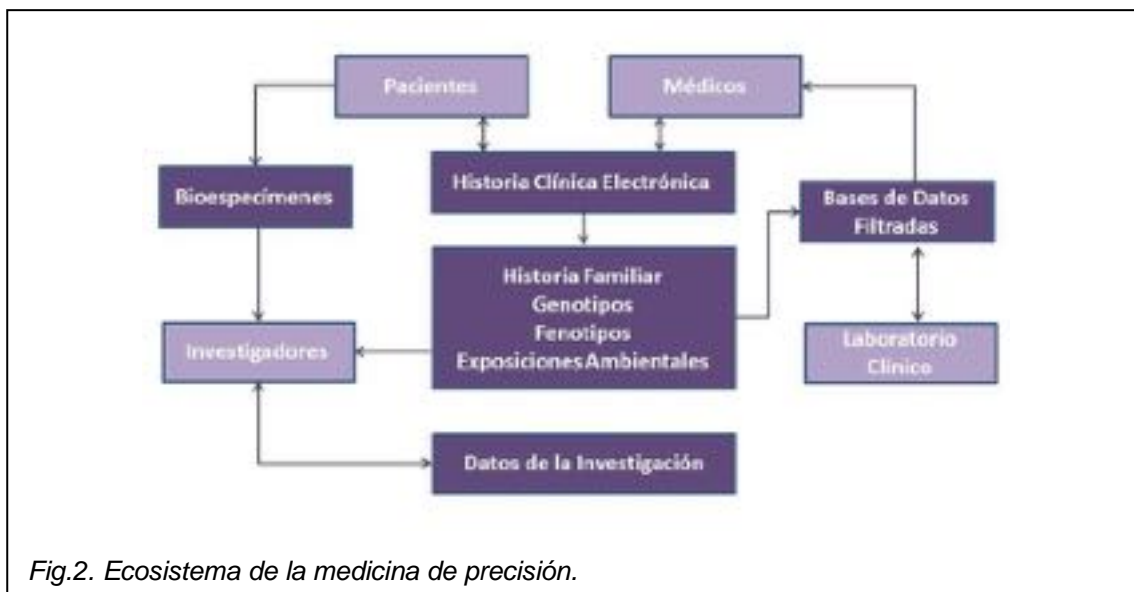 Pacientes
Médicos
Historia Clínica Electrónica
Bioespecímenes
Bases de Datos
Filtradas
Historia Familiar
Genotipos
Fenotipos
Exposiciones Ambientales
Investigadores
Laboratorio
Clínico
Datos de la Investigación
Fig.2. Ecosistema de la medicina de precisión.